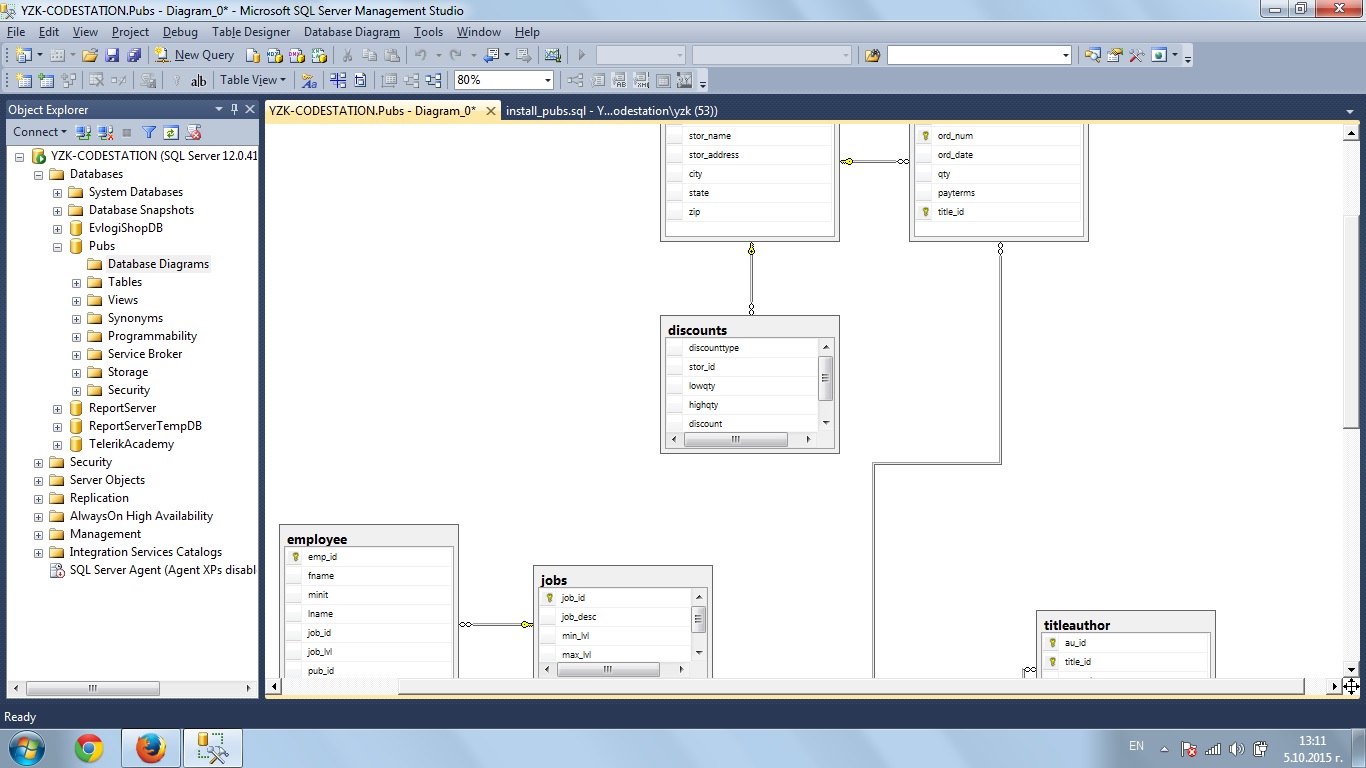 YZK-CODESTATION.Pubs - Diagram_0* - Microsoft SQL Server Management Studio
File Edit View Project Debug Table Designer Database Diagram Tools Window Help
New Query
Table View 80%
Object Explorer
Connect
YZK-CODESTATION (SQL Server 12.0.41
Databases
System Databases
Database Snapshots
EvlogiShopDB
Pubs
Database Diagrams
Tables
Views
Synonyms
Programmability
Service Broker
Storage
Security
ReportServer
ReportServerTempDB
TelerikAcademy
Security
Server Objects
Replication
AlwaysOn High Availability
Management
Integration Services Catalogs
SQL Server Agent (Agent XPs disabl
YZK-CODESTATION.Pubs - Diagram_0* install_pubs.sql - Y...odestation\yzk (53))
stor_name
stor_address
city
state
zip
ord_num
ord_date
qty
payterms
title_id
discounts
discounttype
stor_id
lowqty
highqty
discount
employee
emp_id
fname
minit
lname
job_id
job_lvl
pub_id
jobs
job_id
job_desc
min_lvl
max_lvl
titleauthor
au_id
title_id
Ready
EN
13:11
5.10.2015 г.